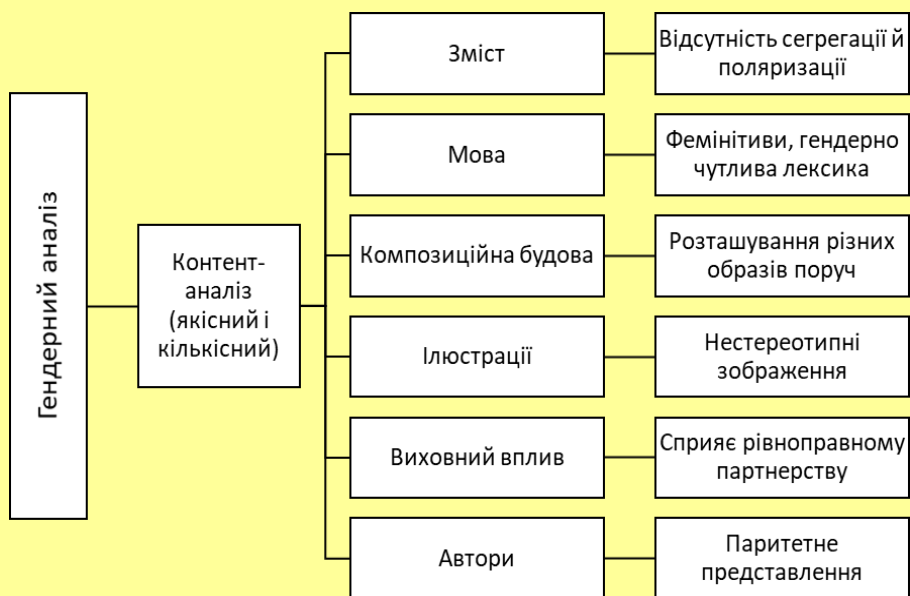 Гендерний аналіз
Контент-
аналіз
(якісний і
кількісний)
Зміст
Відсутність сегрегації й
поляризації
Мова
Фемінітиви, гендерно
чутлива лексика
Композиційна будова
Розташування різних
образів поруч
Ілюстрації
Нестереотипні
зображення
Виховний вплив
Сприяє рівноправному
партнерству
Автори
Паритетне
представлення